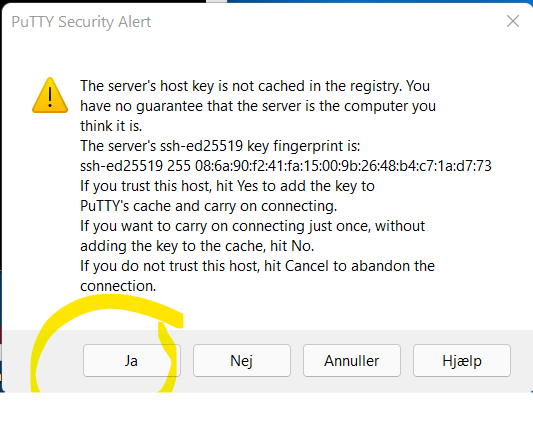 PuTTY Security Alert
The server's host key is not cached in the registry. You
have no guarantee that the server is the computer you
think it is.
The server's ssh-ed25519 key fingerprint is:
ssh-ed25519 255 08:6a:90:f2:41:fa:15:00:9b:26:48:b4:c7:1a:d7:73
If you trust this host, hit Yes to add the key to
PuTTY's cache and carry on connecting.
If you want to carry on connecting just once, without
adding the key to the cache, hit No.
If you do not trust this host, hit Cancel to abandon the
connection.
Ja Nej Annuller Hjælp